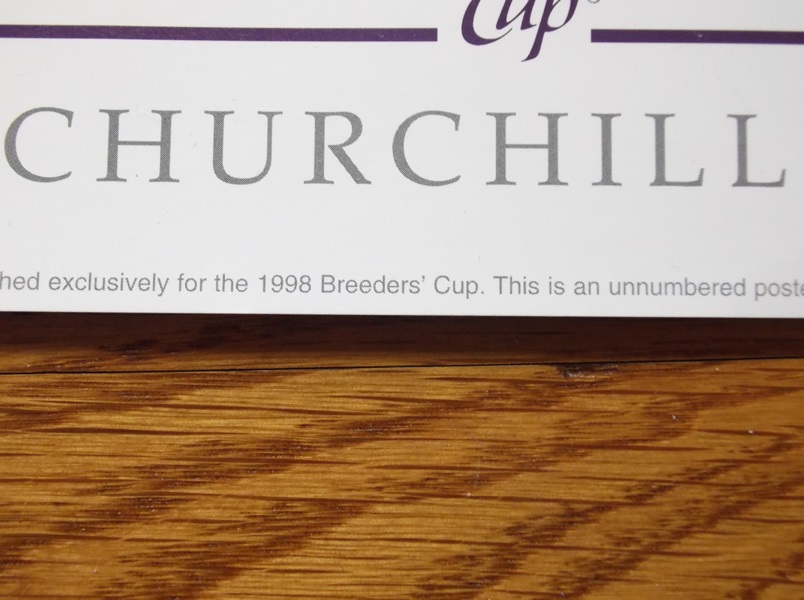 Cup®
CHURCHILL
hed exclusively for the 1998 Breeders' Cup. This is an unnumbered poste